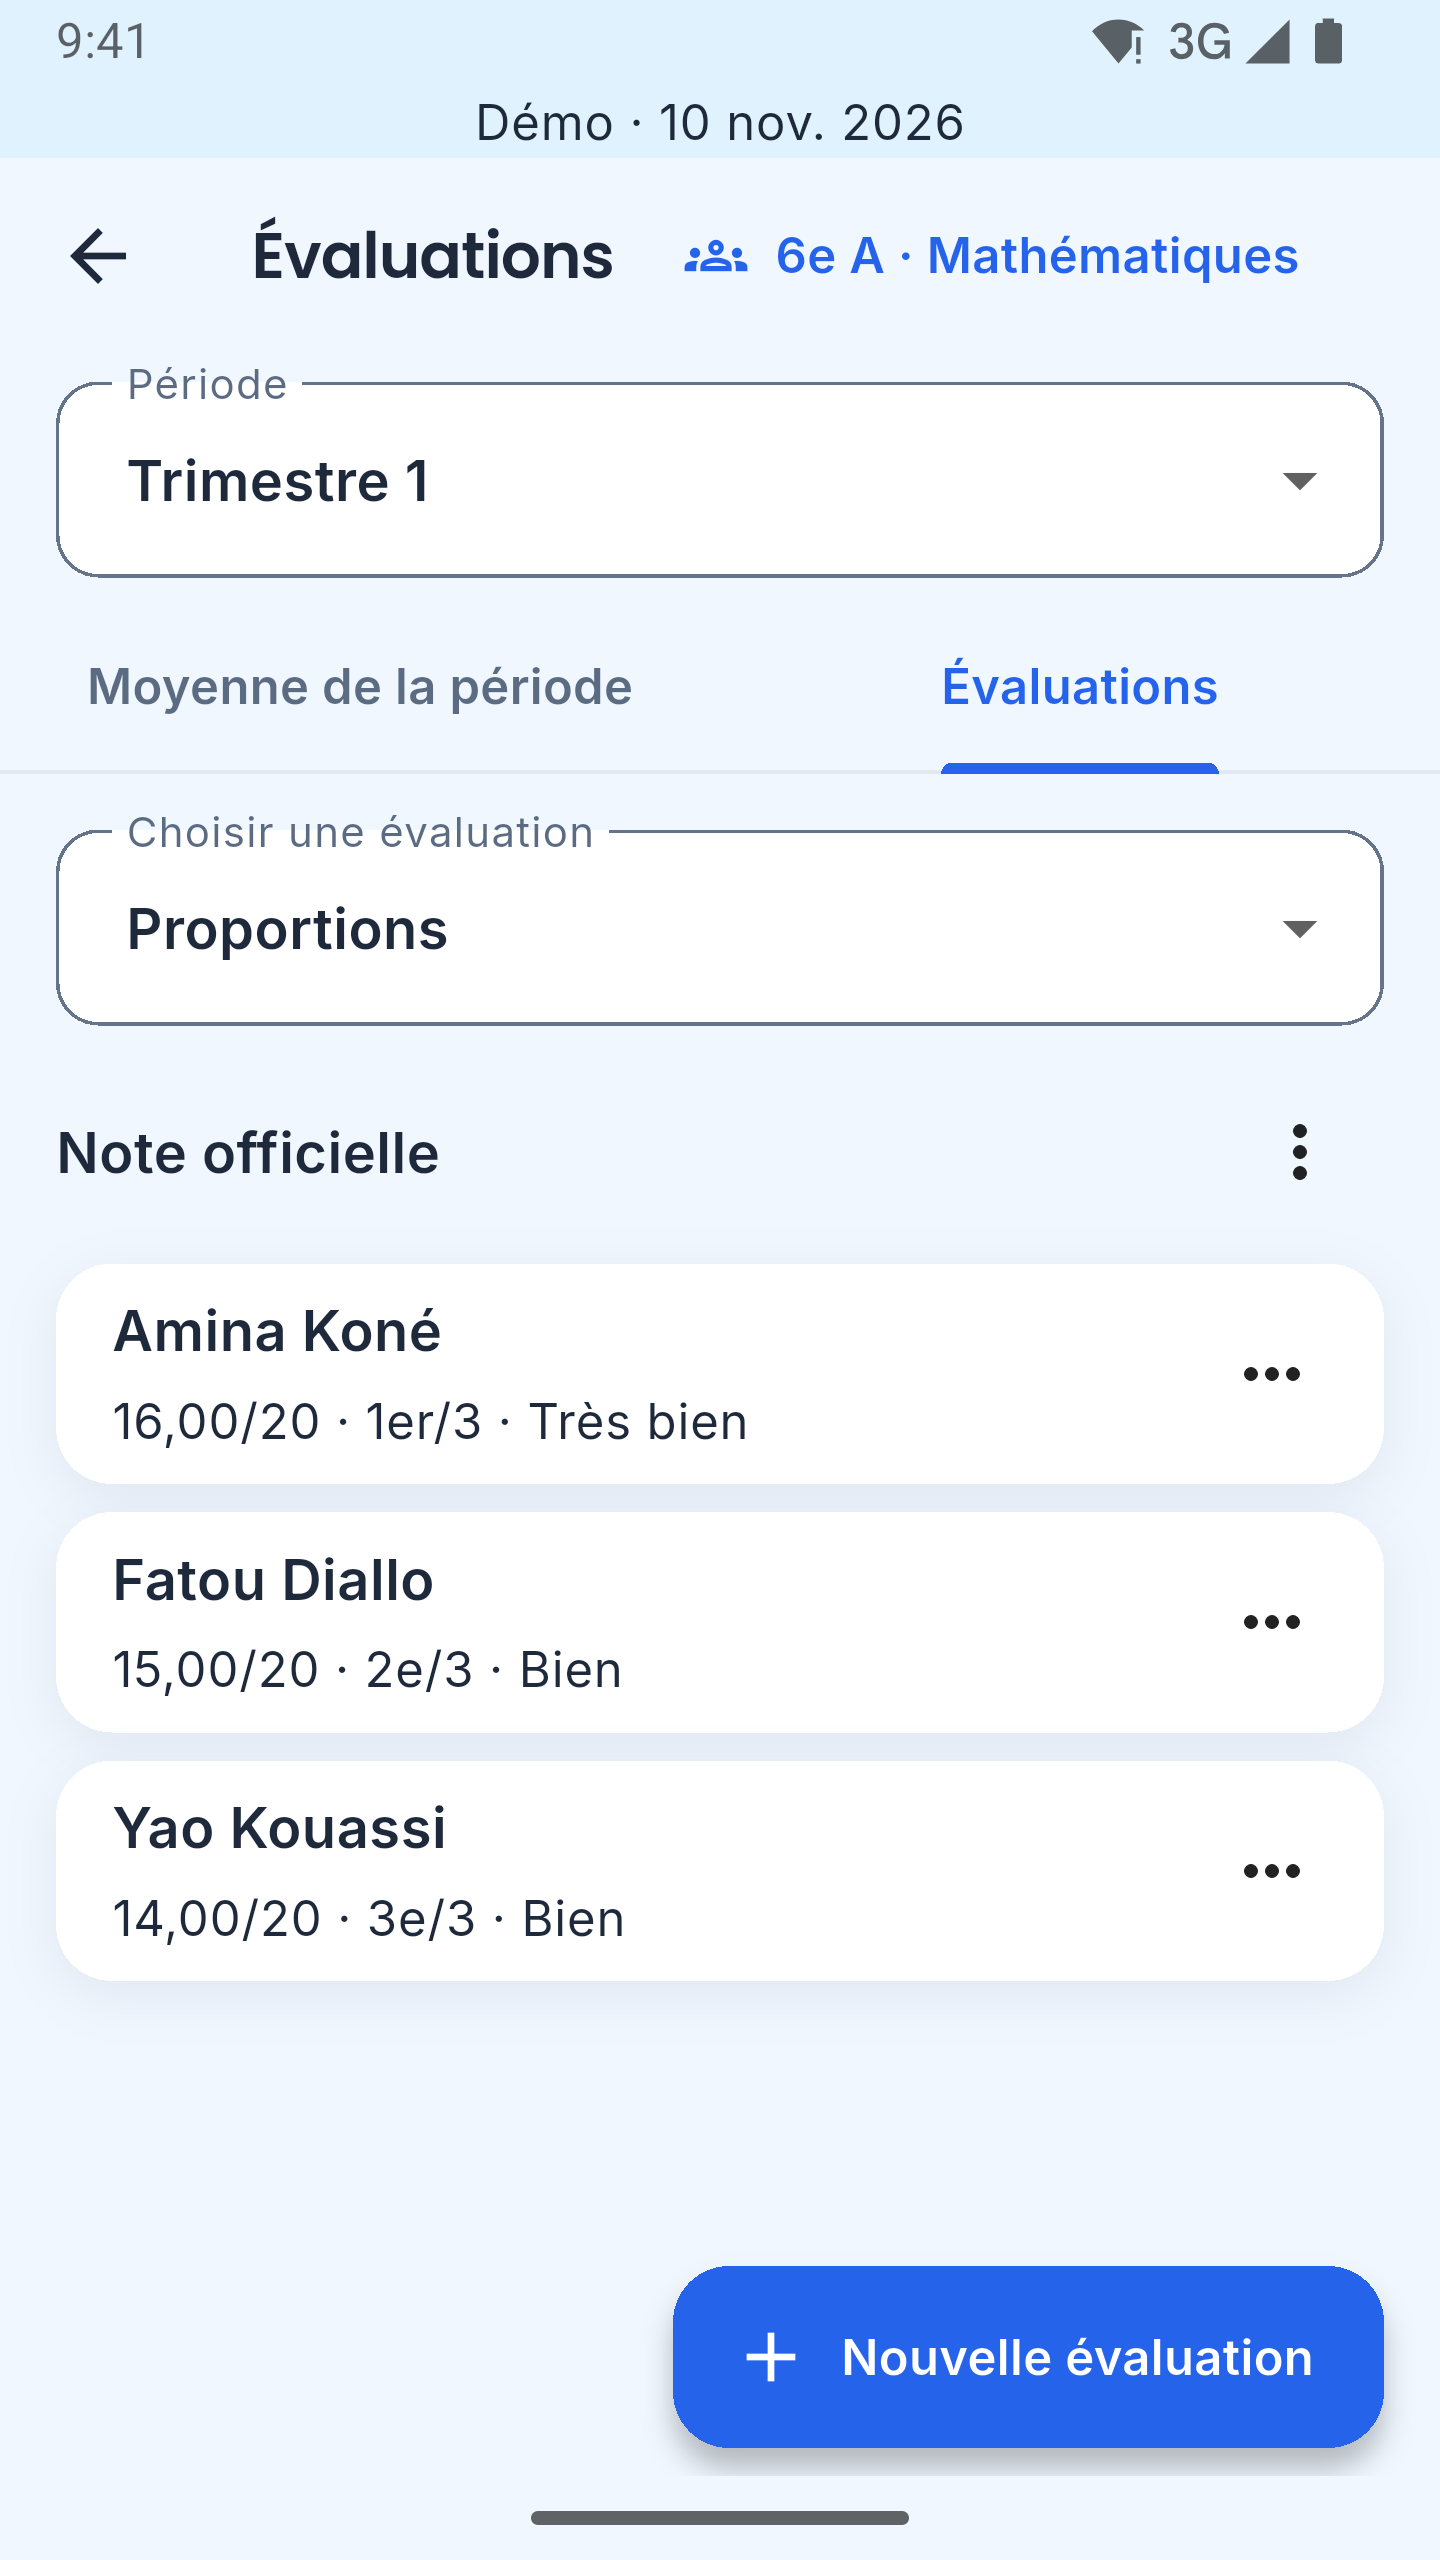 9:41 3G
Démo · 10 nov. 2026
Évaluations 6e A · Mathématiques
Période
Trimestre 1
Moyenne de la période Évaluations
Choisir une évaluation
Proportions
Note officielle
Amina Koné
16,00/20 · 1er/3 · Très bien
Fatou Diallo
15,00/20 · 2e/3 · Bien
Yao Kouassi
14,00/20 · 3e/3 · Bien
Nouvelle évaluation